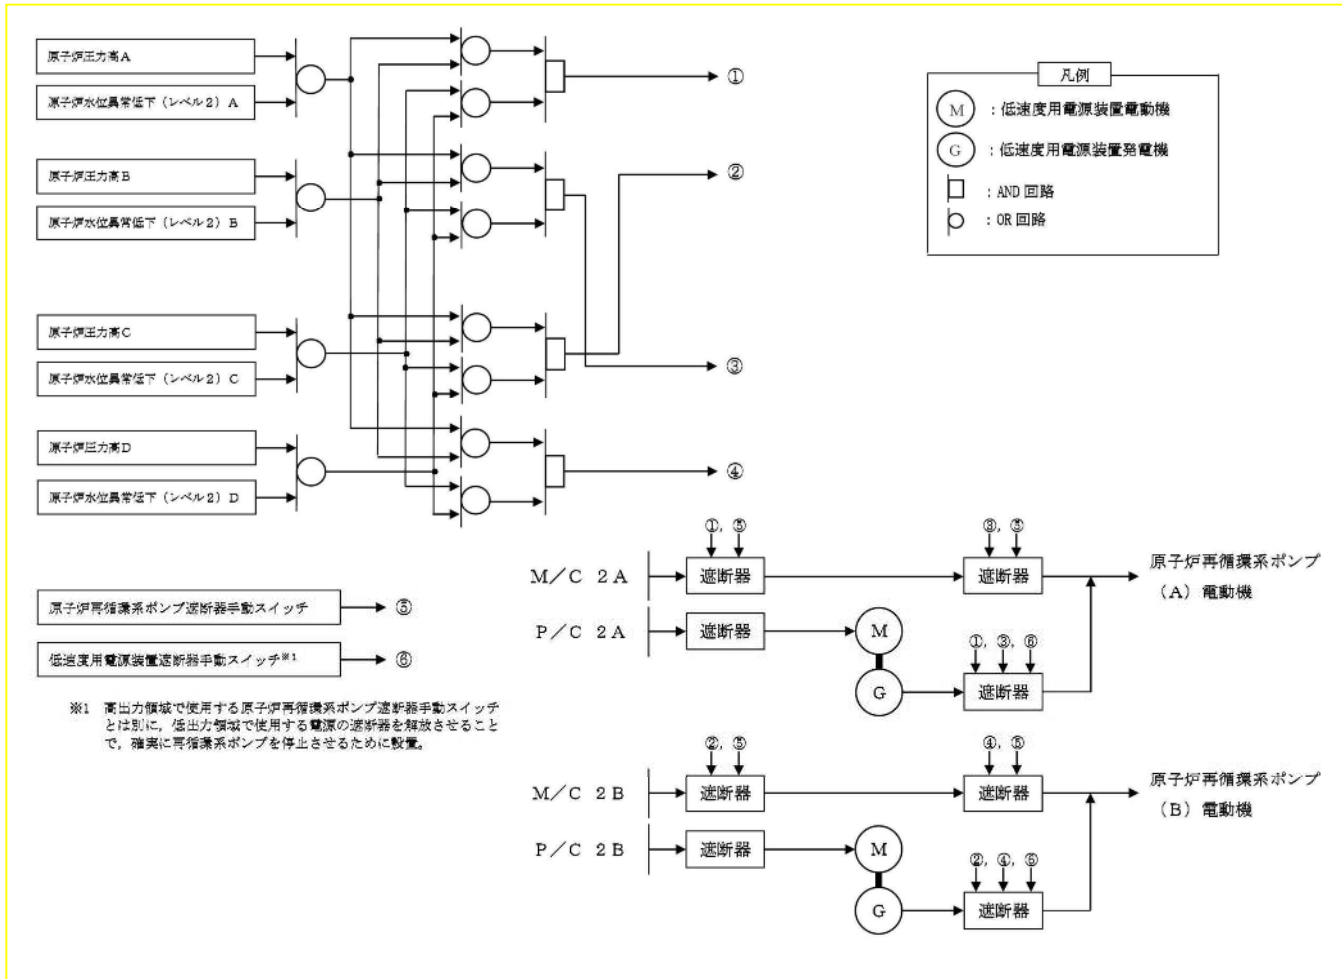 原子炉圧力高A
原子炉水位異常低下（レベル２）A
原子炉圧力高B
原子炉水位異常低下（レベル２）B
原子炉圧力高C
原子炉水位異常低下（レベル２）C
原子炉圧力高D
原子炉水位異常低下（レベル２）D
①
②
③
④
凡例
M ：低速度用電源装置電動機
G ：低速度用電源装置発電機
：AND 回路
：OR 回路
原子炉再循環系ポンプ遮断器手動スイッチ ⑤
低速度用電源装置遮断器手動スイッチ※1 ⑥
※1 高出力領域で使用する原子炉再循環系ポンプ遮断器手動スイッチ
とは別に，低出力領域で使用する電源の遮断器を解放させること
で，確実に再循環系ポンプを停止させるために設置。
①，⑤ ③，⑤
M／C ２A 遮断器 遮断器 原子炉再循環系ポンプ
（A）電動機
P／C ２A 遮断器 M
①，③，⑥
G 遮断器
②，⑤ ④，⑤
M／C ２B 遮断器 遮断器 原子炉再循環系ポンプ
（B）電動機
P／C ２B 遮断器 M
②，④，⑥
G 遮断器